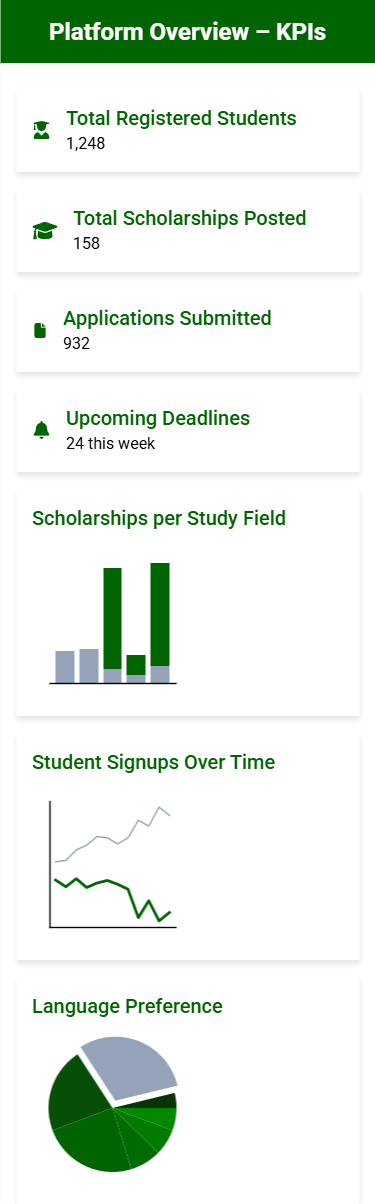 Platform Overview – KPIs
Total Registered Students
1,248
Total Scholarships Posted
158
Applications Submitted
932
Upcoming Deadlines
24 this week
Scholarships per Study Field
Student Signups Over Time
Language Preference